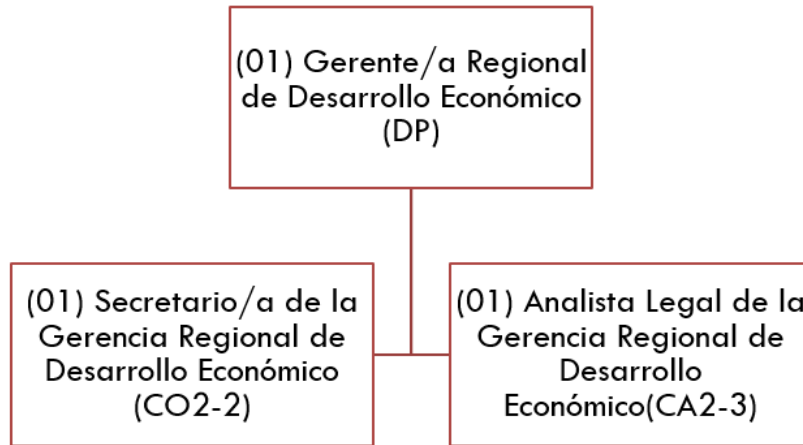 (01) Gerente/a Regional
de Desarrollo Económico
(DP)
(01) Secretario/a de la
Gerencia Regional de
Desarrollo Económico
(CO2-2)
(01) Analista Legal de la
Gerencia Regional de
Desarrollo
Económico(CA2-3)